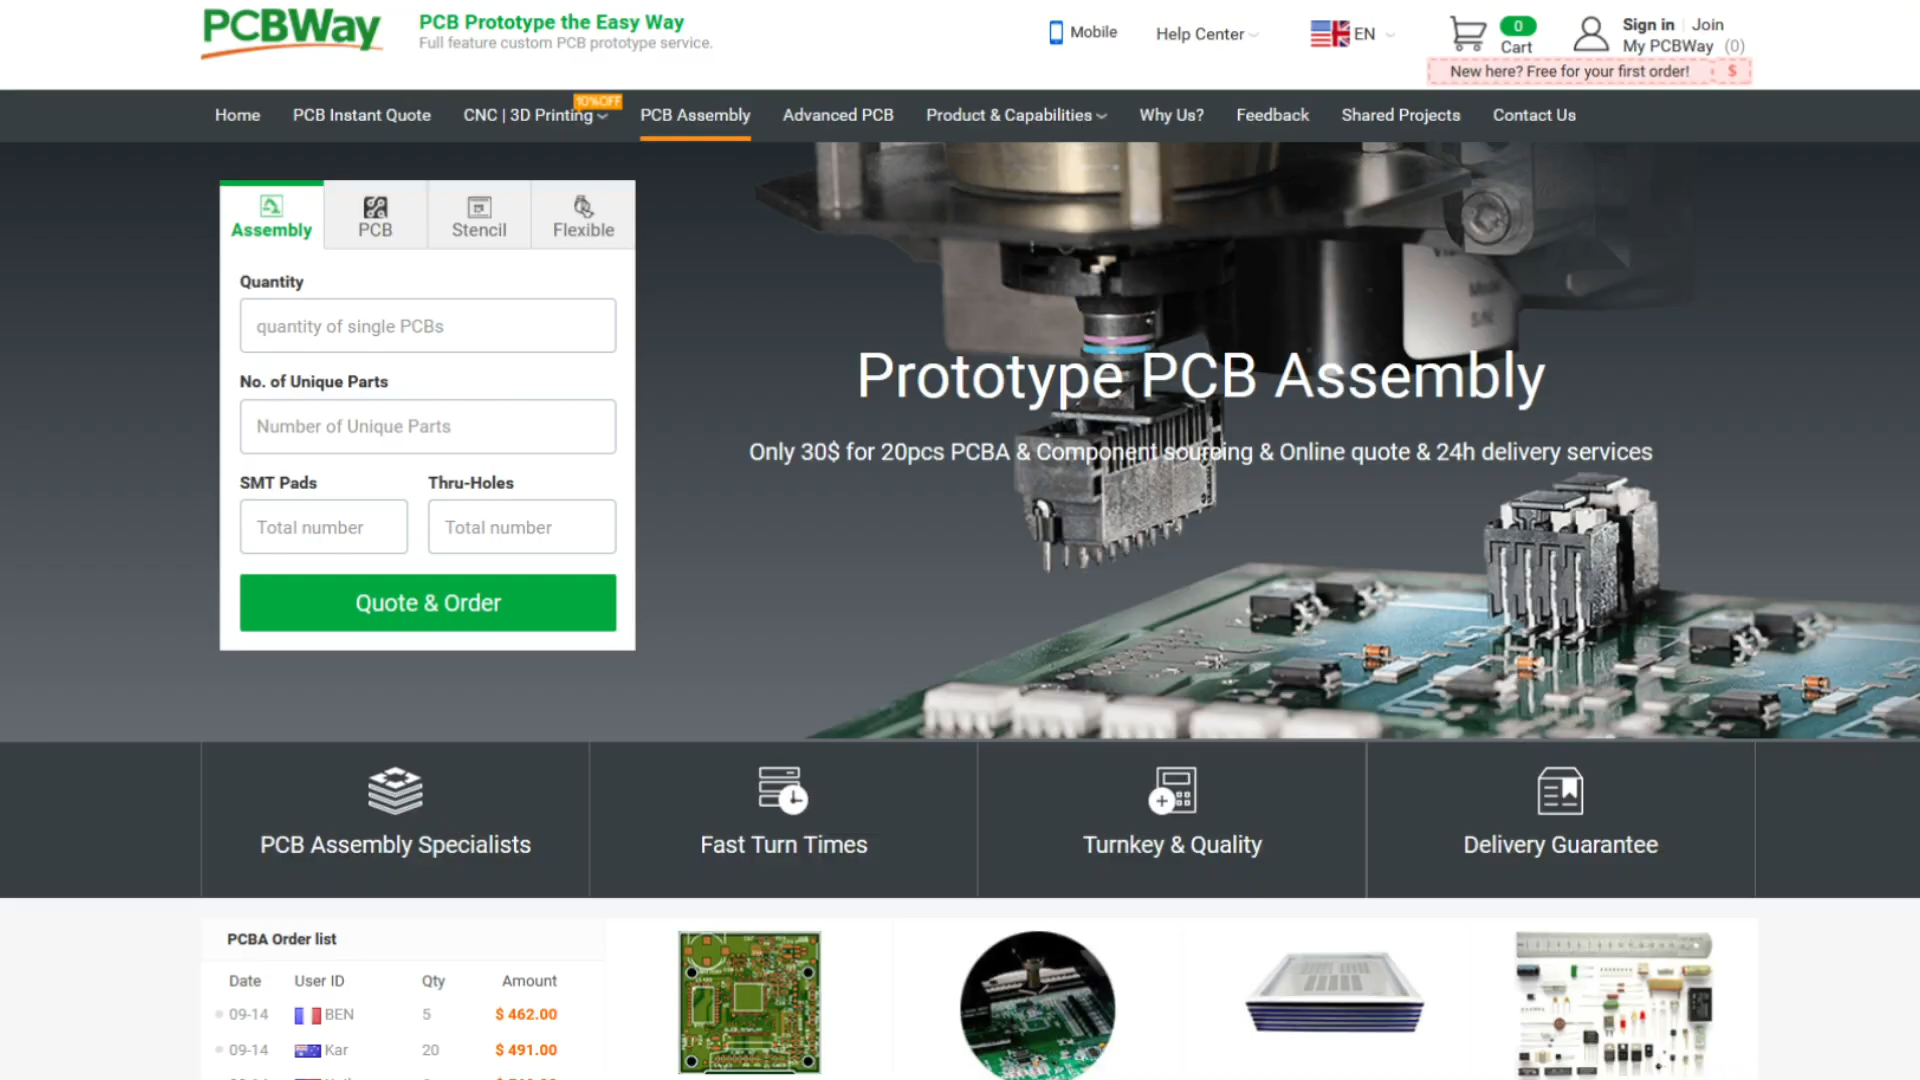 PCBWay
PCB Prototype the Easy Way
Full feature custom PCB prototype service.
Mobile
Help Center
EN
0
Cart
Sign in | Join
My PCBWay (0)
New here? Free for your first order! $
Home
PCB Instant Quote
CNC | 3D Printing
10%OFF
PCB Assembly
Advanced PCB
Product & Capabilities
Why Us?
Feedback
Shared Projects
Contact Us
Assembly
PCB
Stencil
Flexible
Quantity
quantity of single PCBs
No. of Unique Parts
Number of Unique Parts
SMT Pads
Thru-Holes
Total number
Total number
Quote & Order
Prototype PCB Assembly
Only 30$ for 20pcs PCBA & Component sourcing & Online quote & 24h delivery services
PCB Assembly Specialists
Fast Turn Times
Turnkey & Quality
Delivery Guarantee
PCBA Order list
Date User ID Qty Amount
09-14 BEN 5 $ 462.00
09-14 Kar 20 $ 491.00